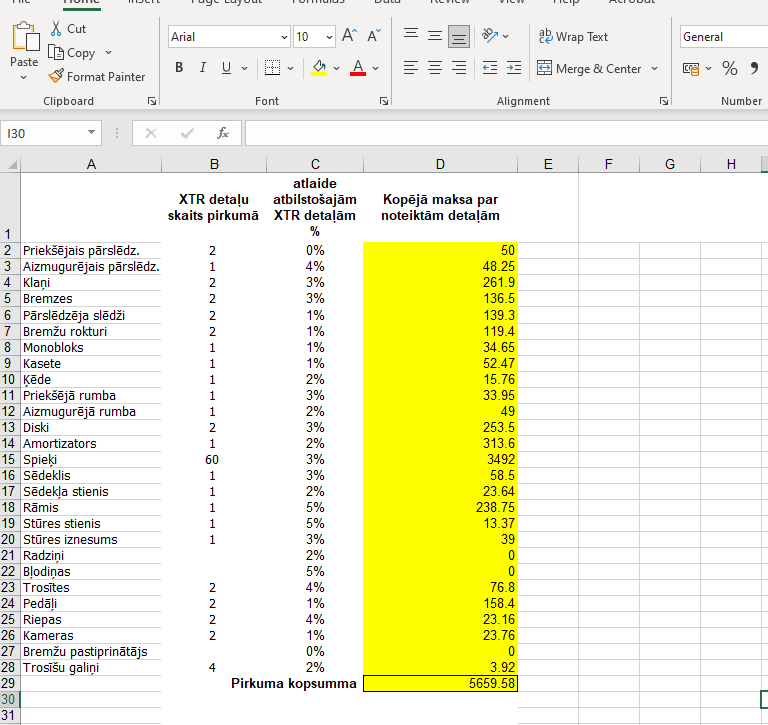 File Home Insert Page Layout Formulas Data Review View Help Acrobat
Cut Arial 10 A A ab Wrap Text General
Paste Copy
Format Painter B I U A Merge & Center % 9
Clipboard Font Alignment Number
I30 fx
A B C D E F G H
1 XTR detaļu skaits pirkumā atlaide atbilstošajām XTR detaļām % Kopējā maksa par noteiktām detaļām
2 Priekšējais pārslēdz. 2 0% 50
3 Aizmugurējais pārslēdz. 1 4% 48.25
4 Klaņi 2 3% 261.9
5 Bremzes 2 3% 136.5
6 Pārslēdzēja slēdži 2 1% 139.3
7 Bremžu rokturi 2 1% 119.4
8 Monobloks 1 1% 34.65
9 Kasete 1 1% 52.47
10 Ķēde 1 2% 15.76
11 Priekšējā rumba 1 3% 33.95
12 Aizmugurējā rumba 1 2% 49
13 Diski 2 3% 253.5
14 Amortizators 1 2% 313.6
15 Spieķi 60 3% 3492
16 Sēdeklis 1 3% 58.5
17 Sēdekļa stienis 1 2% 23.64
18 Rāmis 1 5% 238.75
19 Stūres stienis 1 5% 13.37
20 Stūres iznesums 1 3% 39
21 Radziņi 2% 0
22 Bļodiņas 5% 0
23 Trosītes 2 4% 76.8
24 Pedāļi 2 1% 158.4
25 Riepas 2 4% 23.16
26 Kameras 2 1% 23.76
27 Bremžu pastiprinātājs 0% 0
28 Trosīšu galiņi 4 2% 3.92
29 Pirkuma kopsumma 5659.58
30
31